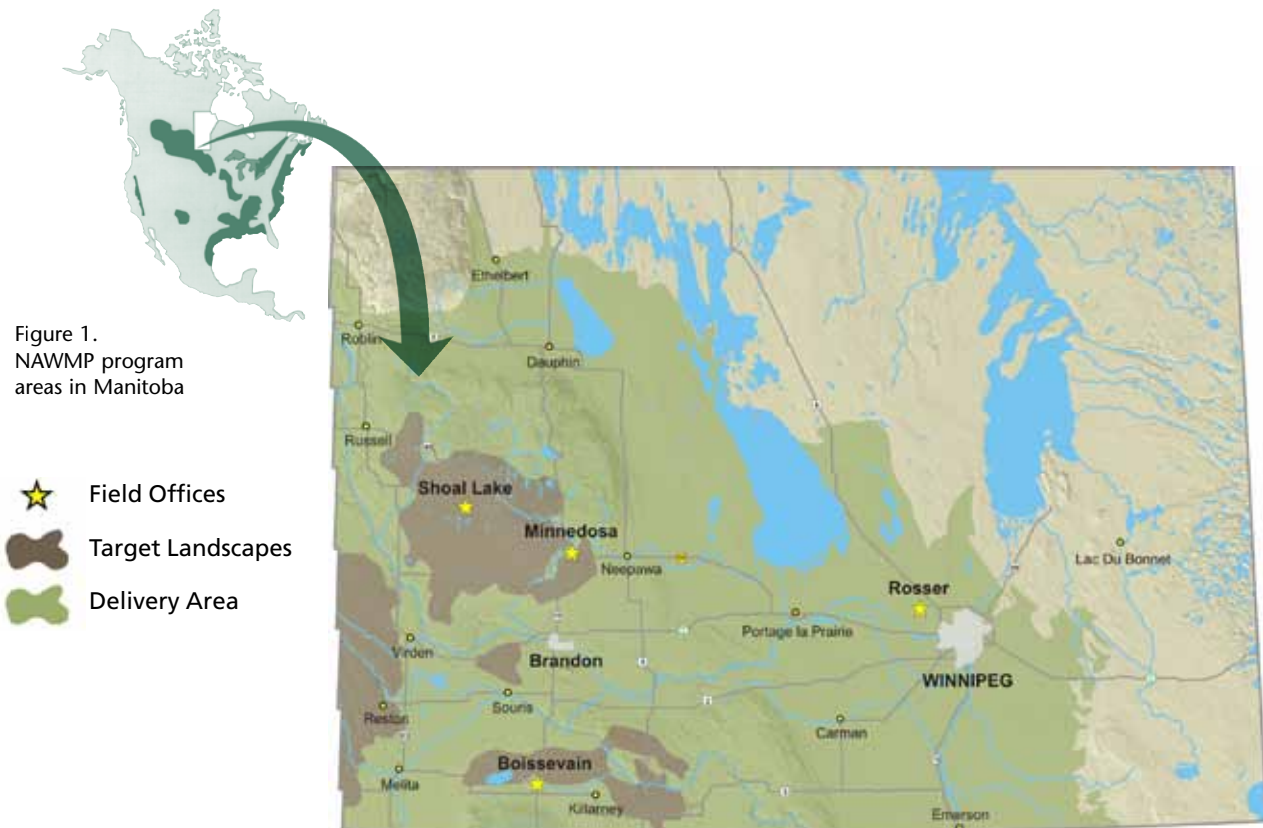 Figure 1.
NAWMP program
areas in Manitoba
Field Offices
Target Landscapes
Delivery Area
Ethelbert
Roblin
Dauphin
Russell
Shoal Lake
Minnedosa
Neepawa
Lac Du Bonnet
Rosser
Portage la Prairie
Virden
Brandon
WINNIPEG
Souris
Reston
Carman
Boissevain
Melita
Killarney
Emerson